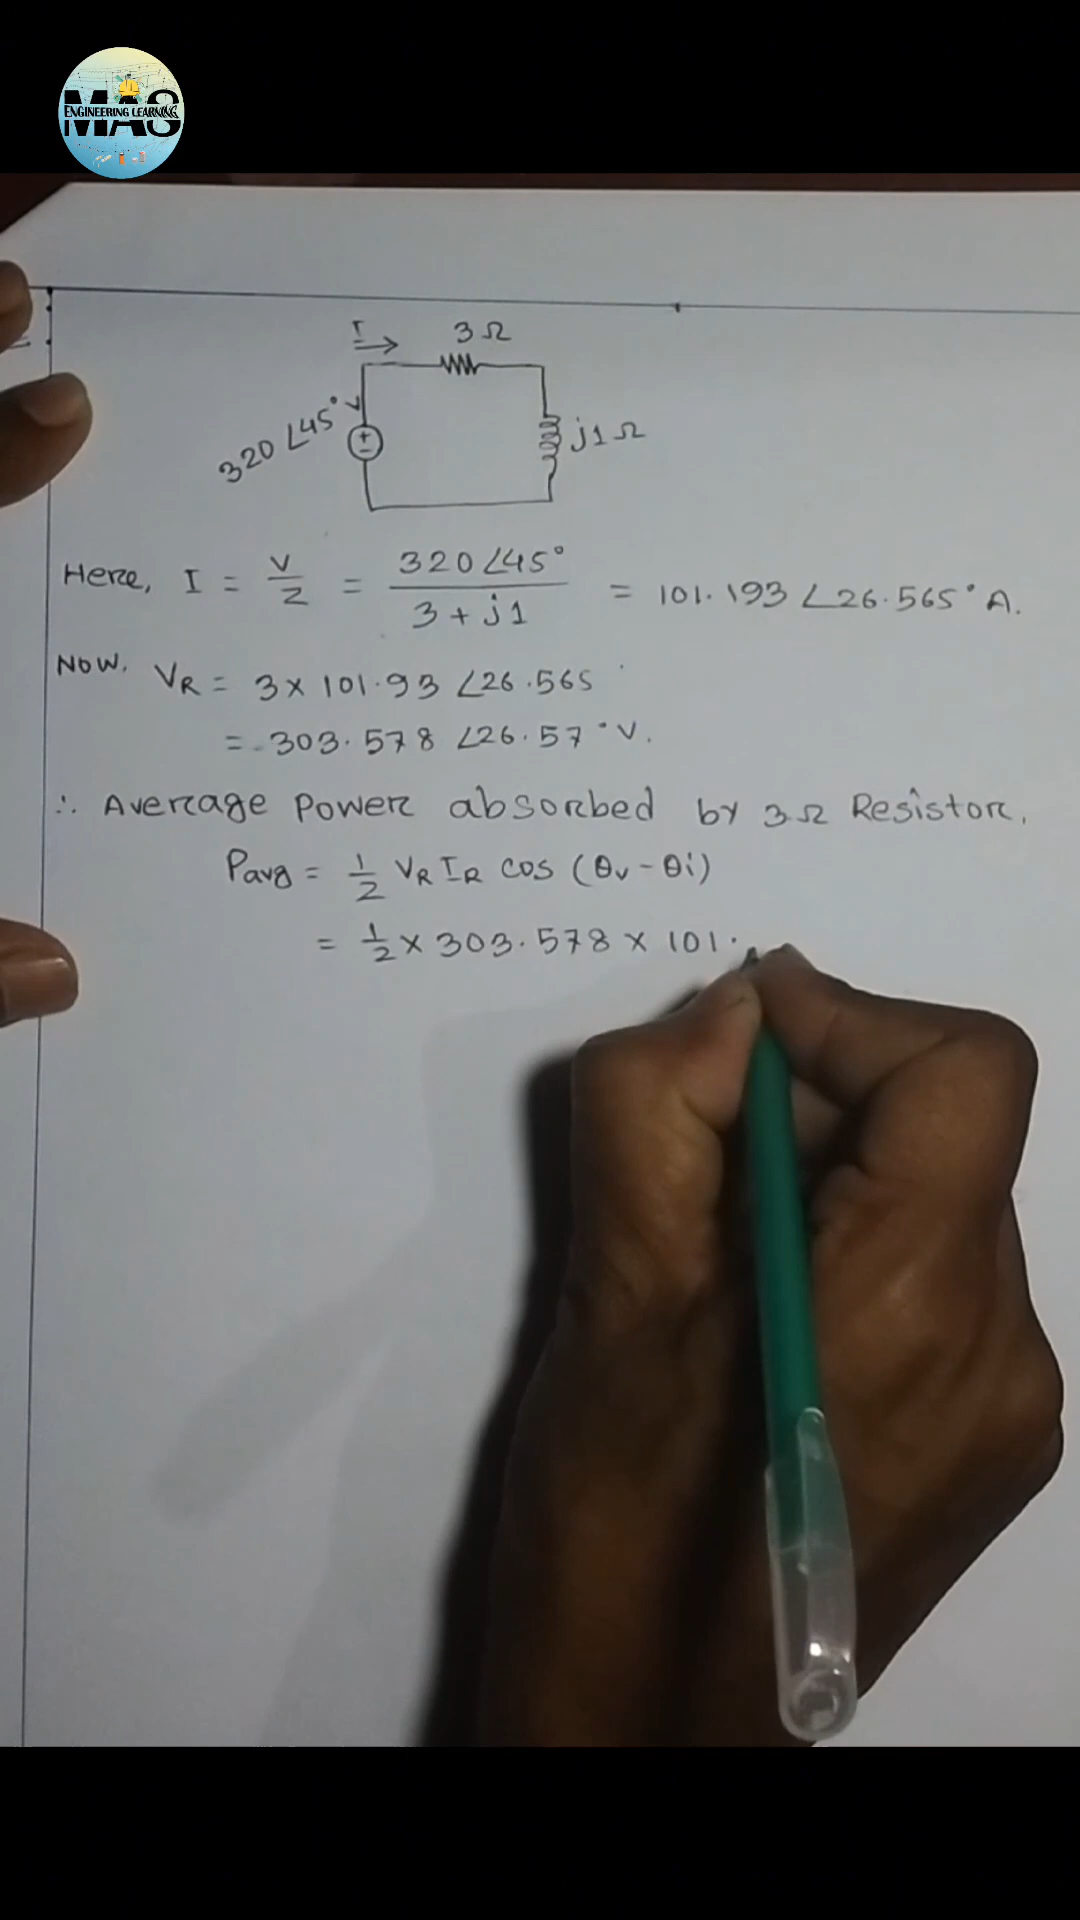 MAS
ENGINEERING LEARNING
I
3Ω
320 ∠45° V
+
−
j1Ω
Here, I = V/Z = 320∠45° / 3 + j1 = 101.193 ∠26.565° A.
Now. VR = 3 × 101.93 ∠26.565
= 303.578 ∠26.57° V.
∴ Average Power absorbed by 3Ω Resistor,
Pavg = 1/2 VR IR cos (θv - θi)
= 1/2 × 303.578 × 101.